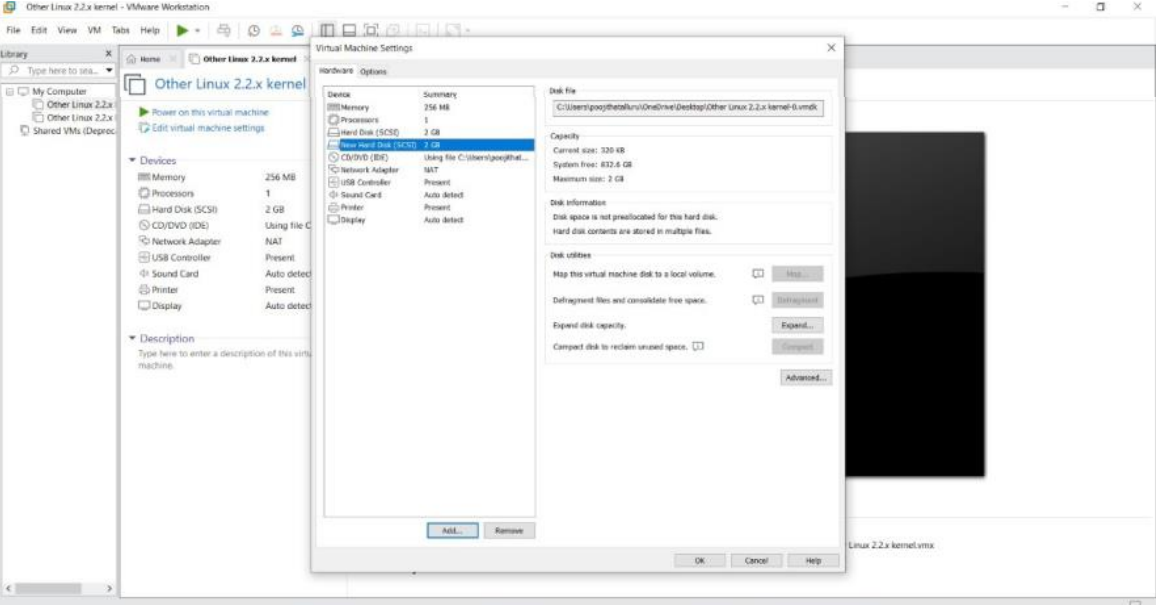 Other Linux 2.2.x kernel - VMware Workstation
File Edit View VM Tabs Help
Library
Type here to sea...
My Computer
Other Linux 2.2.x
Other Linux 2.2.x
Shared VMs (Deprec
Home
Other Linux 2.2.x kernel
Other Linux 2.2.x kernel
Power on this virtual machine
Edit virtual machine settings
Devices
Memory 256 MB
Processors 1
Hard Disk (SCSI) 2 GB
CD/DVD (IDE) Using file C
Network Adapter NAT
USB Controller Present
Sound Card Auto detect
Printer Present
Display Auto detect
Description
Type here to enter a description of this virtu
machine.
Virtual Machine Settings
Hardware Options
Device Summary
Memory 256 MB
Processors 1
Hard Disk (SCSI) 2 GB
New Hard Disk (SCSI) 2 GB
CD/DVD (IDE) Using file C:\Users\poojithat...
Network Adapter NAT
USB Controller Present
Sound Card Auto detect
Printer Present
Display Auto detect
Add... Remove
Disk file
C:\Users\poojithatalluru\OneDrive\Desktop\Other Linux 2.2.x kernel-0.vmdk
Capacity
Current size: 320 KB
System free: 832.6 GB
Maximum size: 2 GB
Disk information
Disk space is not preallocated for this hard disk.
Hard disk contents are stored in multiple files.
Disk utilities
Map this virtual machine disk to a local volume. Map...
Defragment files and consolidate free space. Defragment
Expand disk capacity. Expand...
Compact disk to reclaim unused space. Compact
Advanced...
OK Cancel Help
Linux 2.2.x kernel.vmx